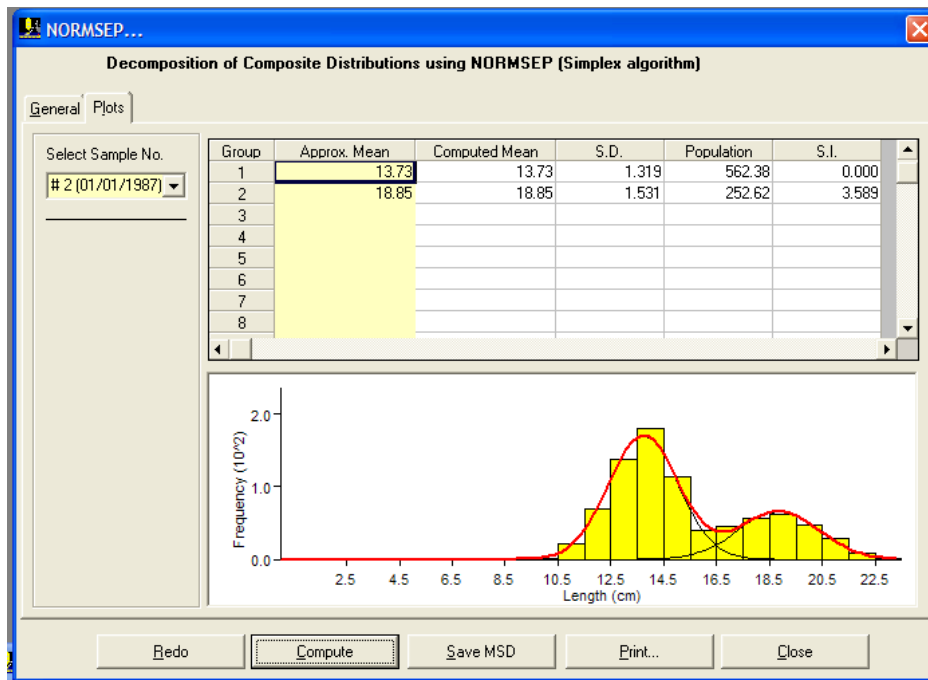 NORMSEP...
Decomposition of Composite Distributions using NORMSEP (Simplex algorithm)
General Plots
Select Sample No.
# 2 (01/01/1987)
Group Approx. Mean Computed Mean S.D. Population S.I.
1 13.73 13.73 1.319 562.38 0.000
2 18.85 18.85 1.531 252.62 3.589
3
4
5
6
7
8
Frequency (10^2)
2.0
1.0
0.0
2.5 4.5 6.5 8.5 10.5 12.5 14.5 16.5 18.5 20.5 22.5
Length (cm)
Redo Compute Save MSD Print... Close